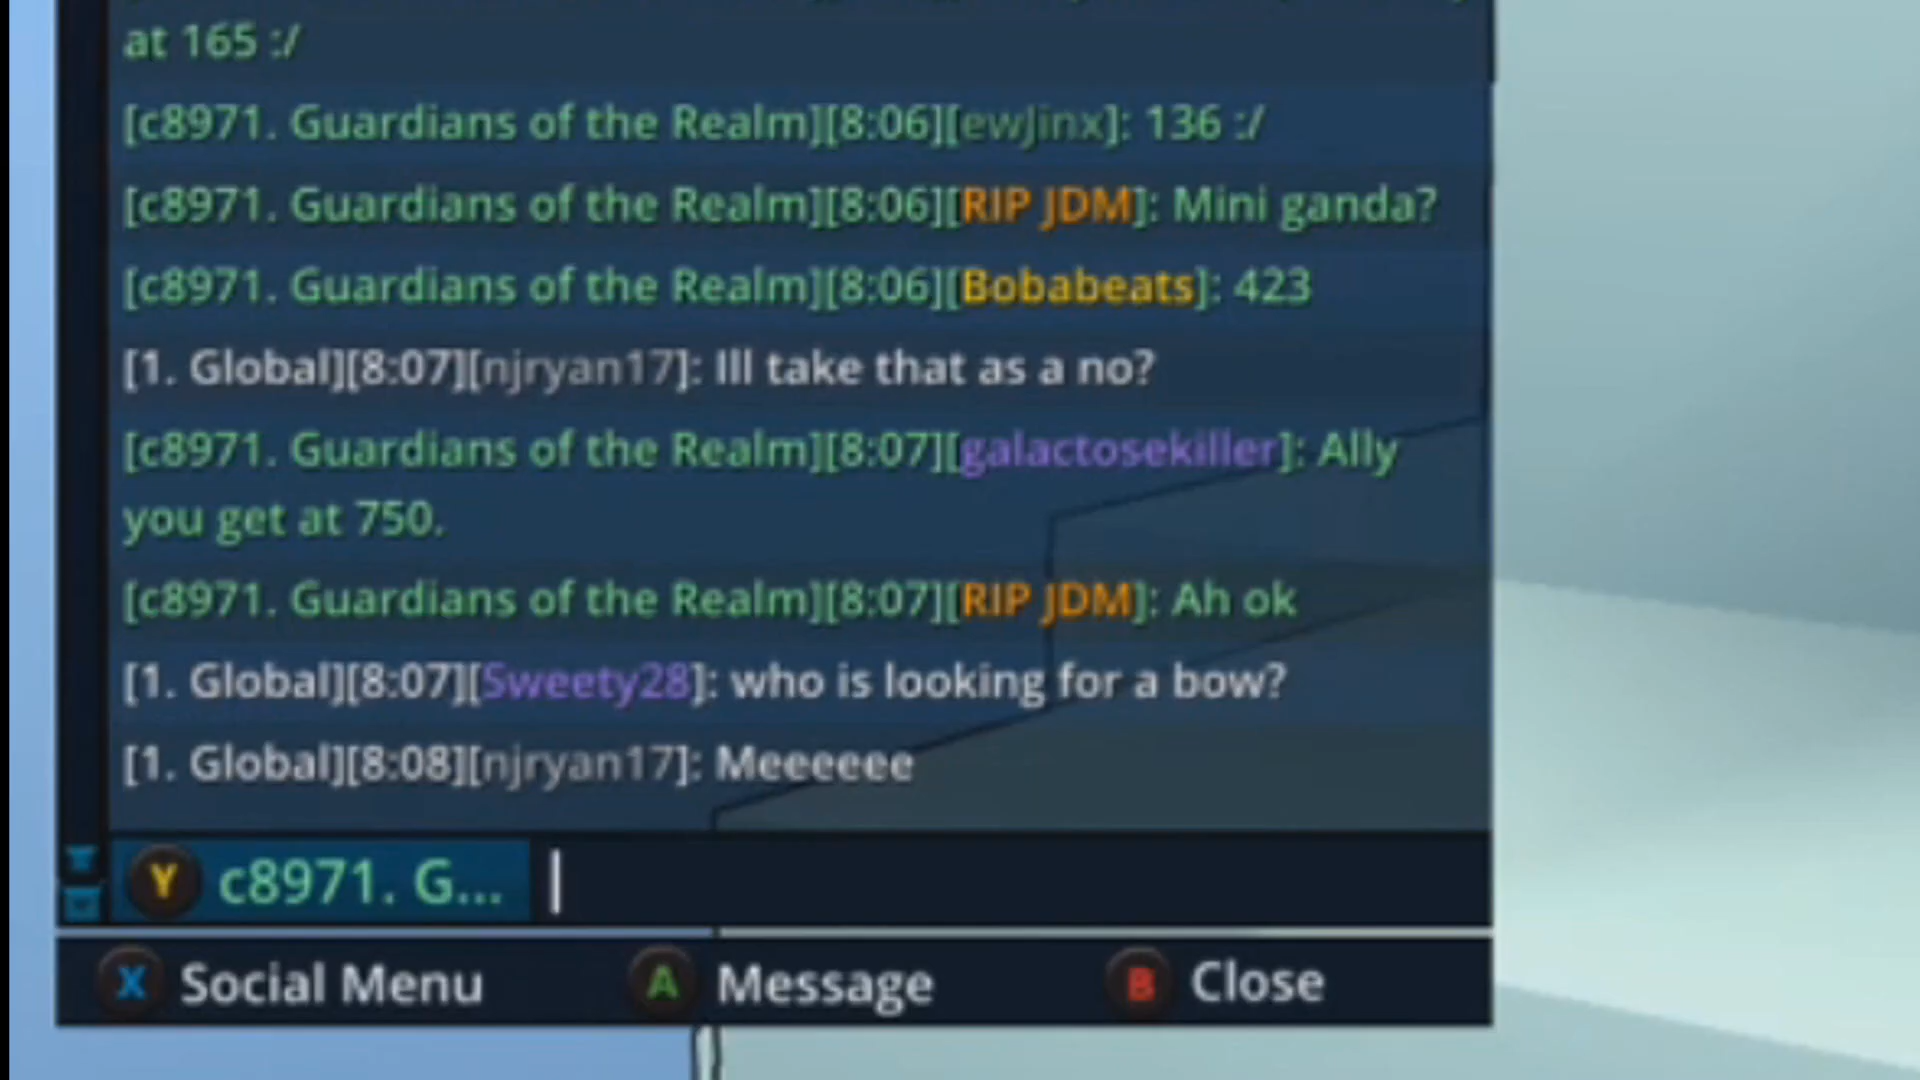 at 165 :/
[c8971. Guardians of the Realm][8:06][ewJinx]: 136 :/
[c8971. Guardians of the Realm][8:06][RIP JDM]: Mini ganda?
[c8971. Guardians of the Realm][8:06][Bobabeats]: 423
[1. Global][8:07][njryan17]: Ill take that as a no?
[c8971. Guardians of the Realm][8:07][galactosekiller]: Ally
you get at 750.
[c8971. Guardians of the Realm][8:07][RIP JDM]: Ah ok
[1. Global][8:07][Sweety28]: who is looking for a bow?
[1. Global][8:08][njryan17]: Meeeeee
Y c8971. G...
X Social Menu A Message B Close